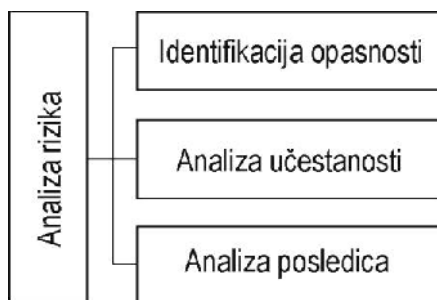 Analiza rizika
Identifikacija opasnosti
Analiza učestanosti
Analiza posledica